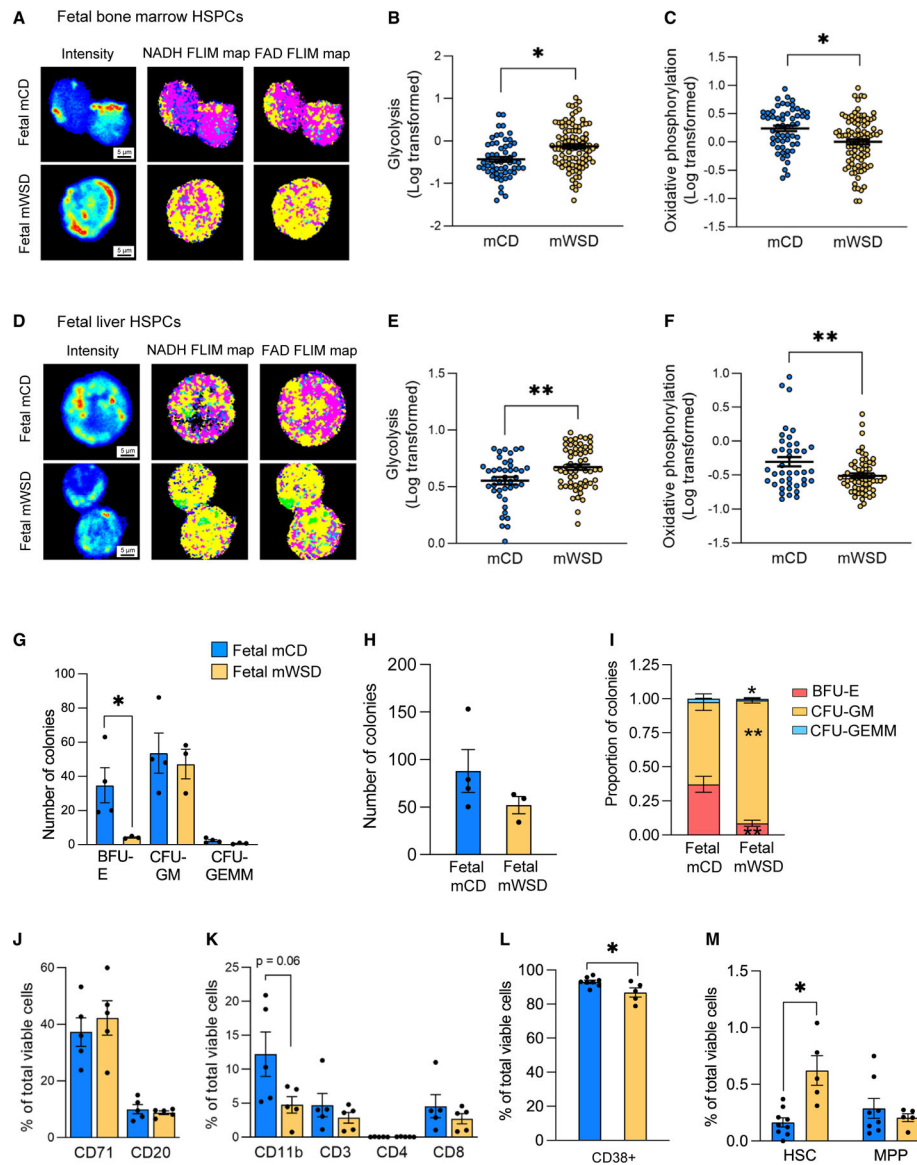 A Fetal bone marrow HSPCs
Intensity NADH FLIM map FAD FLIM map
Fetal mCD
5 µm
Fetal mWSD
5 µm
B
Glycolysis
(Log transformed)
2
1
-0
-1
-2
*
mCD mWSD
C
Oxidative phosphorylation
(Log transformed)
1.5
1.0
0.5
0.0
-0.5
-1.0
-1.5
*
mCD mWSD
D Fetal liver HSPCs
Intensity NADH FLIM map FAD FLIM map
Fetal mCD
5 µm
Fetal mWSD
5 µm
E
Glycolysis
(Log transformed)
1.5
1.0
0.5
0.0
**
mCD mWSD
F
Oxidative phosphorylation
(Log transformed)
1.0
0.5
0.0
-0.5
-1.0
-1.5
**
mCD mWSD
G
Fetal mCD
Fetal mWSD
Number of colonies
100
80
60
40
20
0
*
BFU-
E
CFU-
GM
CFU-
GEMM
H
Number of colonies
200
150
100
50
0
Fetal
mCD
Fetal
mWSD
I
Proportion of colonies
1.25
1.00
0.75
0.50
0.25
0.00
*
**
**
Fetal
mCD
Fetal
mWSD
BFU-E
CFU-GM
CFU-GEMM
J
% of total viable cells
60
40
20
0
CD71 CD20
K
% of total viable cells
25
20
15
10
5
0
p = 0.06
CD11b CD3 CD4 CD8
L
% of total viable cells
100
80
60
40
20
0
*
CD38+
M
% of total viable cells
1.5
1.0
0.5
0.0
*
HSC MPP